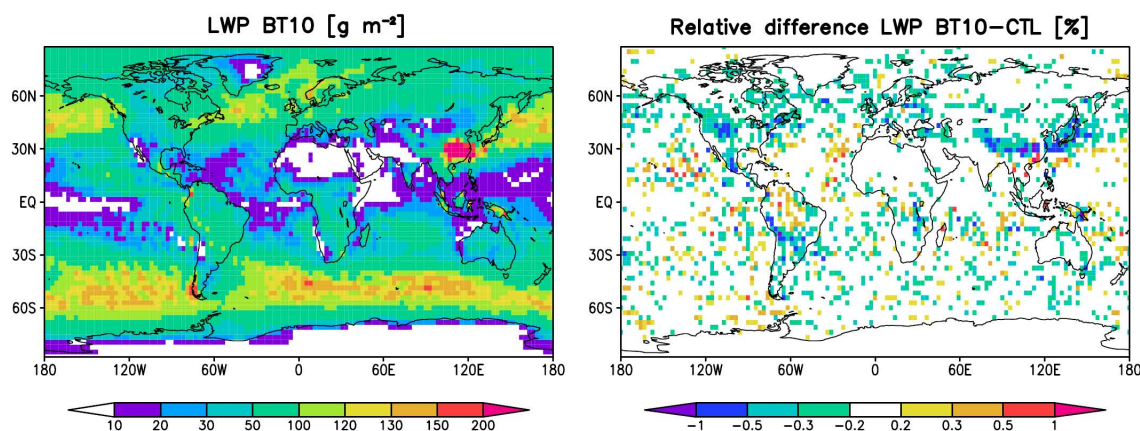 LWP BT10 [g m⁻²]
Relative difference LWP BT10−CTL [%]
60N
30N
EQ
30S
60S
180 120W 60W 0 60E 120E 180
60N
30N
EQ
30S
60S
180 120W 60W 0 60E 120E 180
10 20 30 50 100 120 130 150 200
−1 −0.5 −0.3 −0.2 0.2 0.3 0.5 1